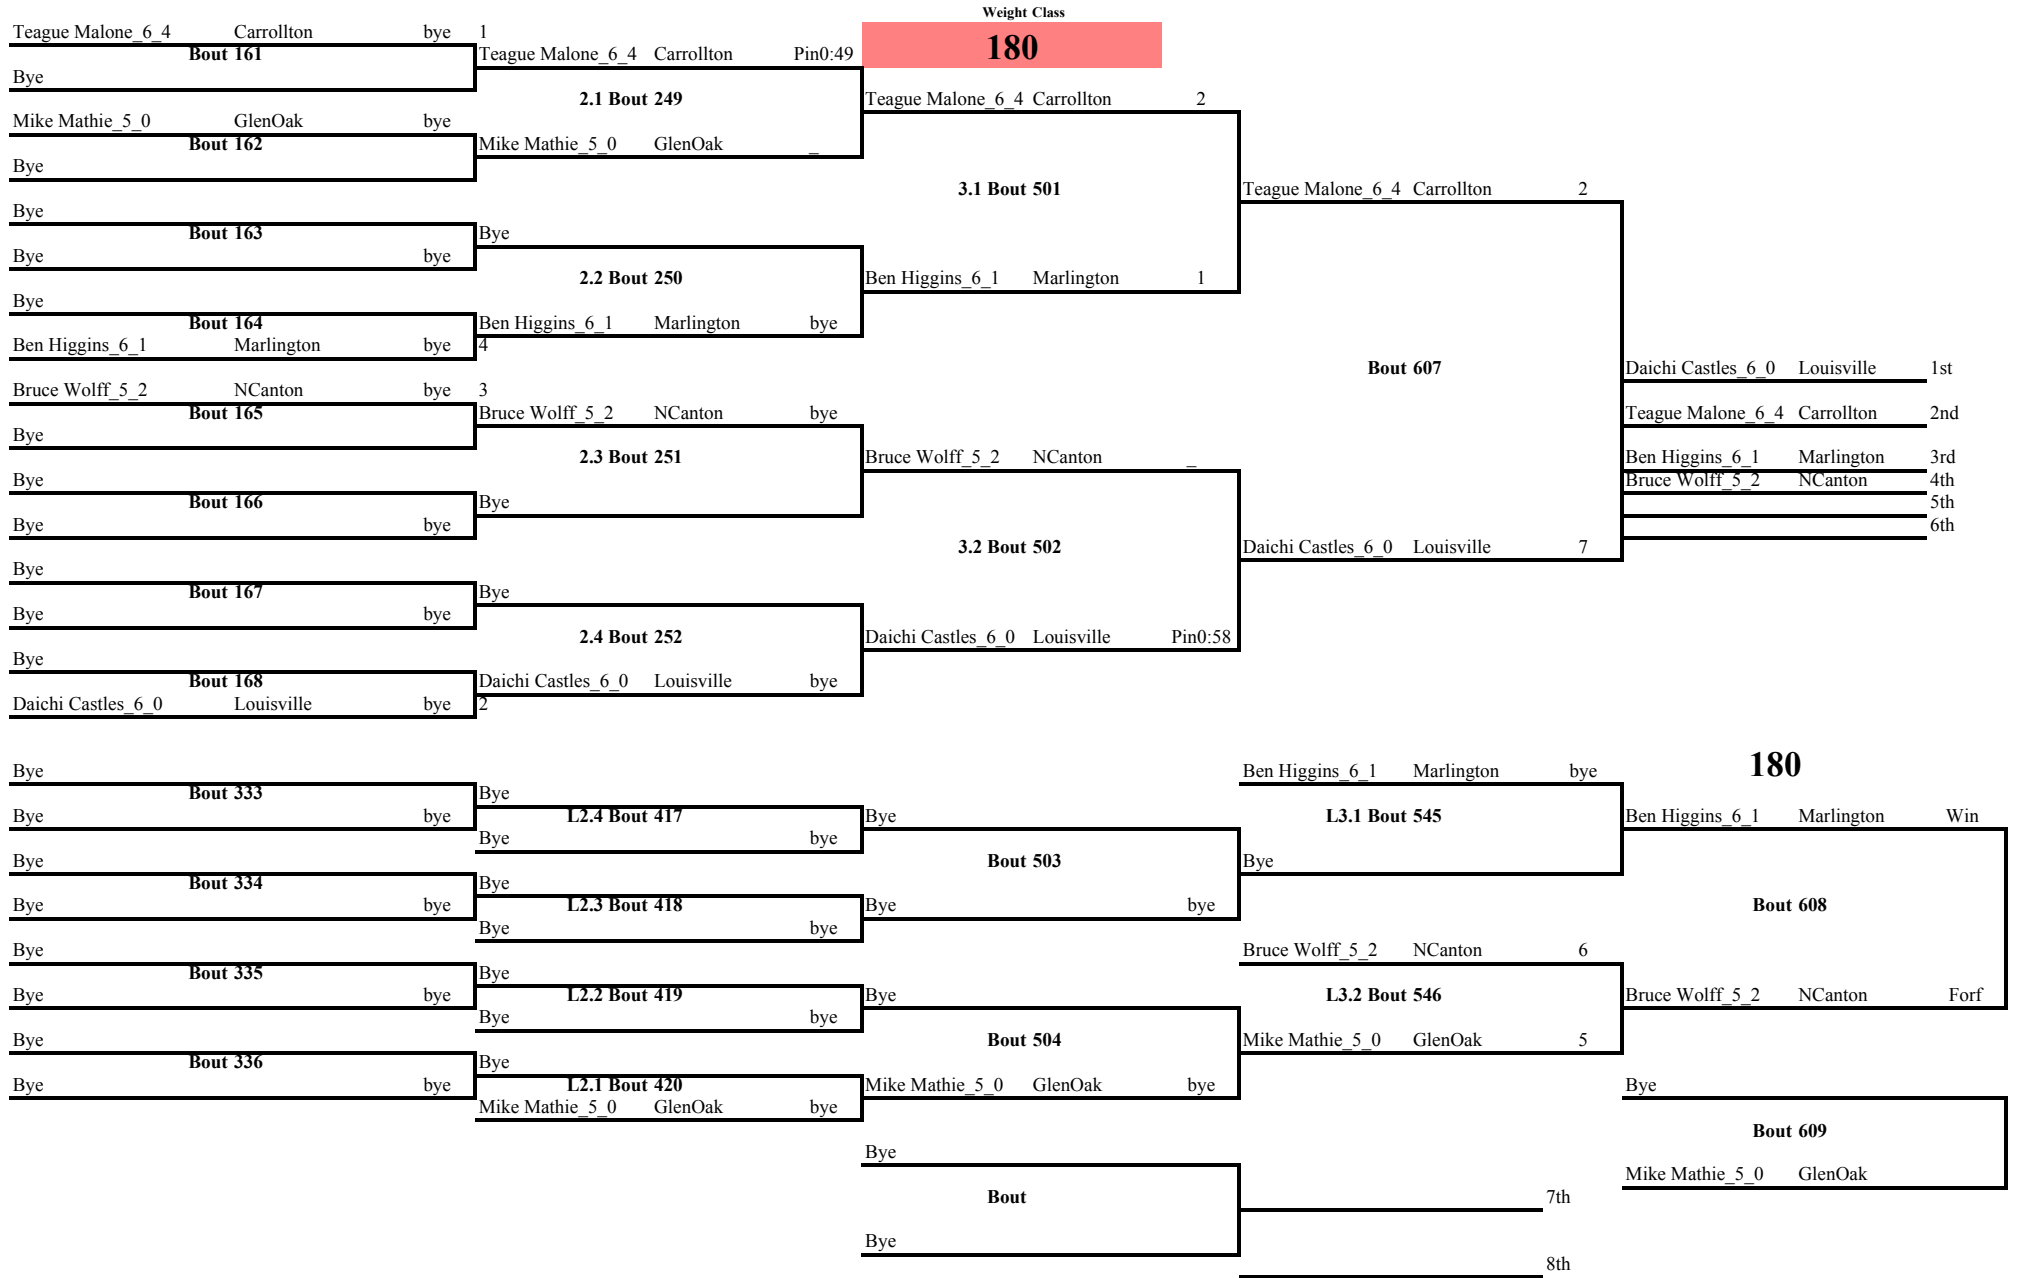 Weight Class
180
Teague Malone_6_4 Carrollton bye 1
Bout 161
Bye
Mike Mathie_5_0 GlenOak bye
Bout 162
Bye
Bye
Bout 163
Bye bye
Bye
Bout 164
Ben Higgins_6_1 Marlington bye 4
Bruce Wolff_5_2 NCanton bye 3
Bout 165
Bye
Bye
Bout 166
Bye bye
Bye
Bout 167
Bye bye
Bye
Bout 168
Daichi Castles_6_0 Louisville bye 2
Teague Malone_6_4 Carrollton Pin0:49
2.1 Bout 249
Mike Mathie_5_0 GlenOak _
Bye
2.2 Bout 250
Ben Higgins_6_1 Marlington bye
Bruce Wolff_5_2 NCanton bye
2.3 Bout 251
Bye
Bye
2.4 Bout 252
Daichi Castles_6_0 Louisville bye
Teague Malone_6_4 Carrollton 2
3.1 Bout 501
Ben Higgins_6_1 Marlington 1
Bruce Wolff_5_2 NCanton _
3.2 Bout 502
Daichi Castles_6_0 Louisville Pin0:58
Teague Malone_6_4 Carrollton 2
Bout 607
Daichi Castles_6_0 Louisville 7
Daichi Castles_6_0 Louisville 1st
Teague Malone_6_4 Carrollton 2nd
Ben Higgins_6_1 Marlington 3rd
Bruce Wolff_5_2 NCanton 4th
5th
6th
Bye
Bout 333
Bye bye
Bye
Bout 334
Bye bye
Bye
Bout 335
Bye bye
Bye
Bout 336
Bye bye
Bye
L2.4 Bout 417
Bye bye
Bye
L2.3 Bout 418
Bye bye
Bye
L2.2 Bout 419
Bye bye
Bye
L2.1 Bout 420
Mike Mathie_5_0 GlenOak bye
Bye
Bout 503
Bye bye
Bye
Bout 504
Mike Mathie_5_0 GlenOak bye
Bye
Bout
Bye
Ben Higgins_6_1 Marlington bye
L3.1 Bout 545
Bye
Bruce Wolff_5_2 NCanton 6
L3.2 Bout 546
Mike Mathie_5_0 GlenOak 5
7th
8th
180
Ben Higgins_6_1 Marlington Win
Bout 608
Bruce Wolff_5_2 NCanton Forf
Bye
Bout 609
Mike Mathie_5_0 GlenOak